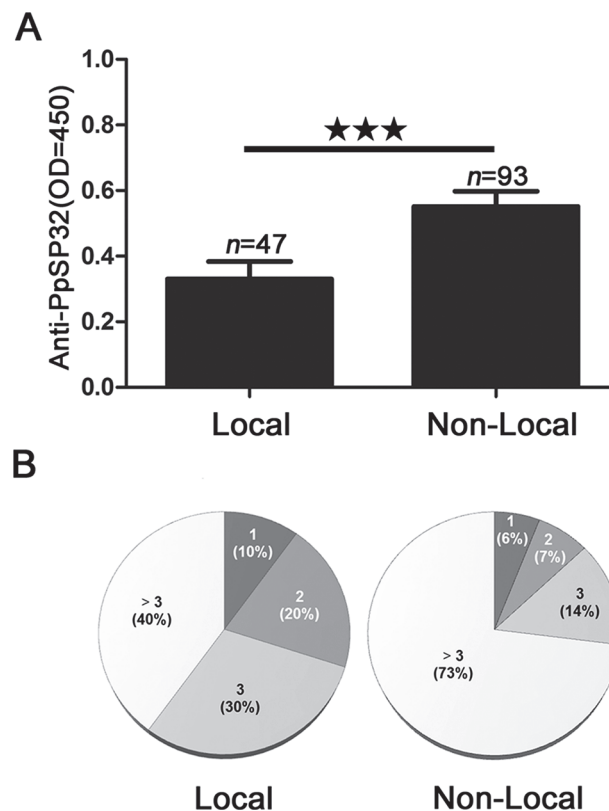 A
Anti-PpSP32(OD=450)
1.0
0.8
0.6
0.4
0.2
0.0
★★★
n=47
n=93
Local
Non-Local
B
1
(10%)
2
(20%)
3
(30%)
> 3
(40%)
1
(6%)
2
(7%)
3
(14%)
> 3
(73%)
Local
Non-Local